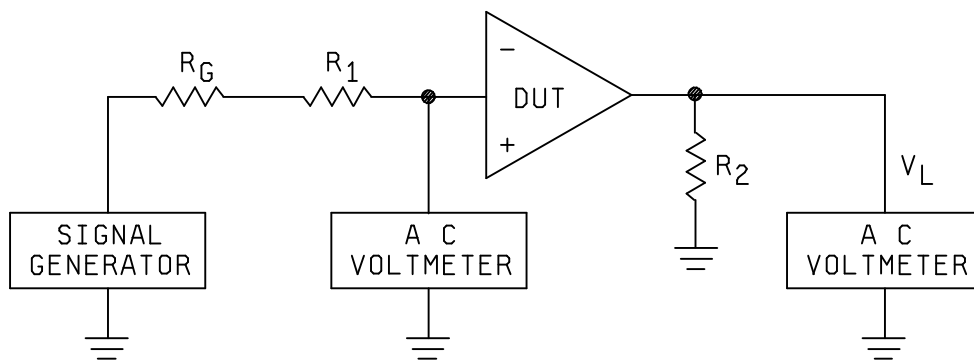 R_G
R_1
-
DUT
+
R_2
V_L
SIGNAL
GENERATOR
A C
VOLTMETER
A C
VOLTMETER